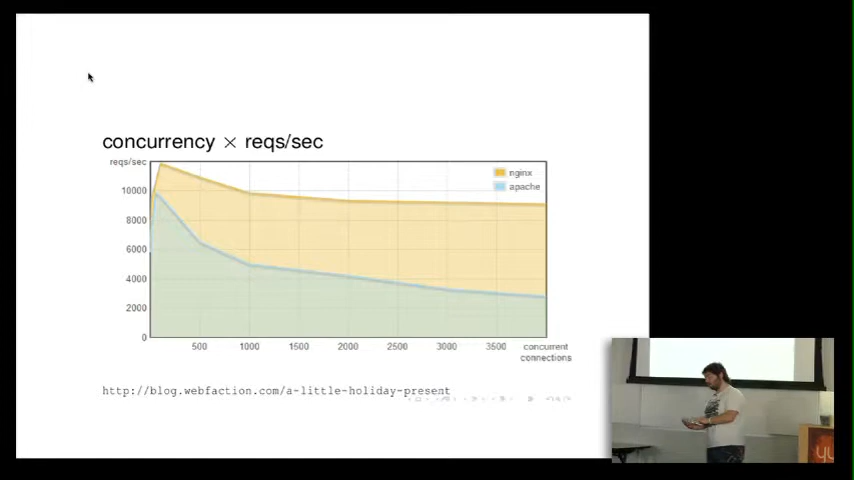 concurrency × reqs/sec
reqs/sec
nginx
apache
10000
8000
6000
4000
2000
0
500 1000 1500 2000 2500 3000 3500 concurrent
connections
http://blog.webfaction.com/a-little-holiday-present